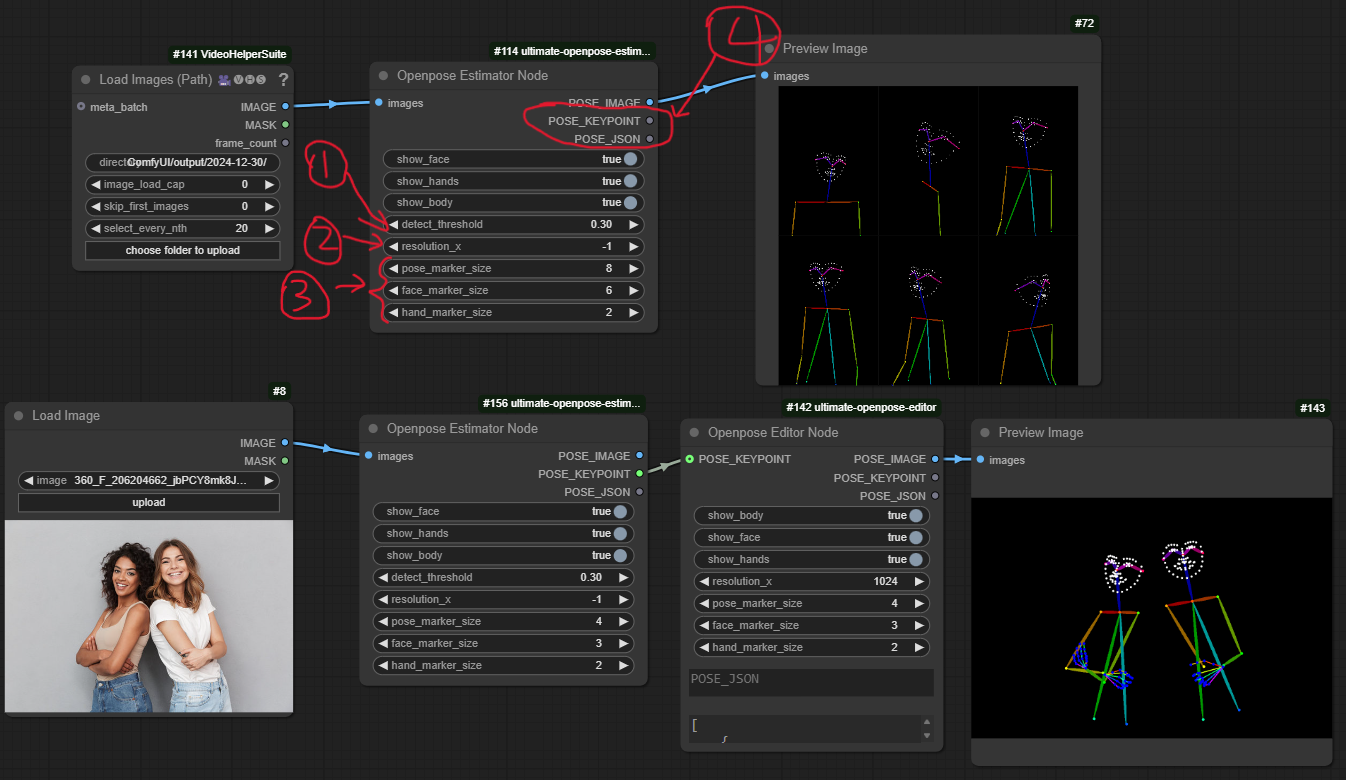 #141 VideoHelperSuite
Load Images (Path) VHS ?
meta_batch IMAGE
MASK
frame_count
ComfyUI/output/2024-12-30/
image_load_cap 0
skip_first_images 0
select_every_nth 20
choose folder to upload
#114 ultimate-openpose-estim...
Openpose Estimator Node
images POSE_IMAGE
POSE_KEYPOINT
POSE_JSON
show_face true
show_hands true
show_body true
detect_threshold 0.30
resolution_x -1
pose_marker_size 8
face_marker_size 6
hand_marker_size 2
1
2
3
4
#72
Preview Image
images
#8
Load Image
IMAGE
MASK
image 360_F_206204662_jbPCY8mk8J...
upload
#156 ultimate-openpose-estim...
Openpose Estimator Node
images POSE_IMAGE
POSE_KEYPOINT
POSE_JSON
show_face true
show_hands true
show_body true
detect_threshold 0.30
resolution_x -1
pose_marker_size 4
face_marker_size 3
hand_marker_size 2
#142 ultimate-openpose-editor
Openpose Editor Node
POSE_KEYPOINT POSE_IMAGE
POSE_KEYPOINT
POSE_JSON
show_body true
show_face true
show_hands true
resolution_x 1024
pose_marker_size 4
face_marker_size 3
hand_marker_size 2
POSE_JSON
[
{
#143
Preview Image
images